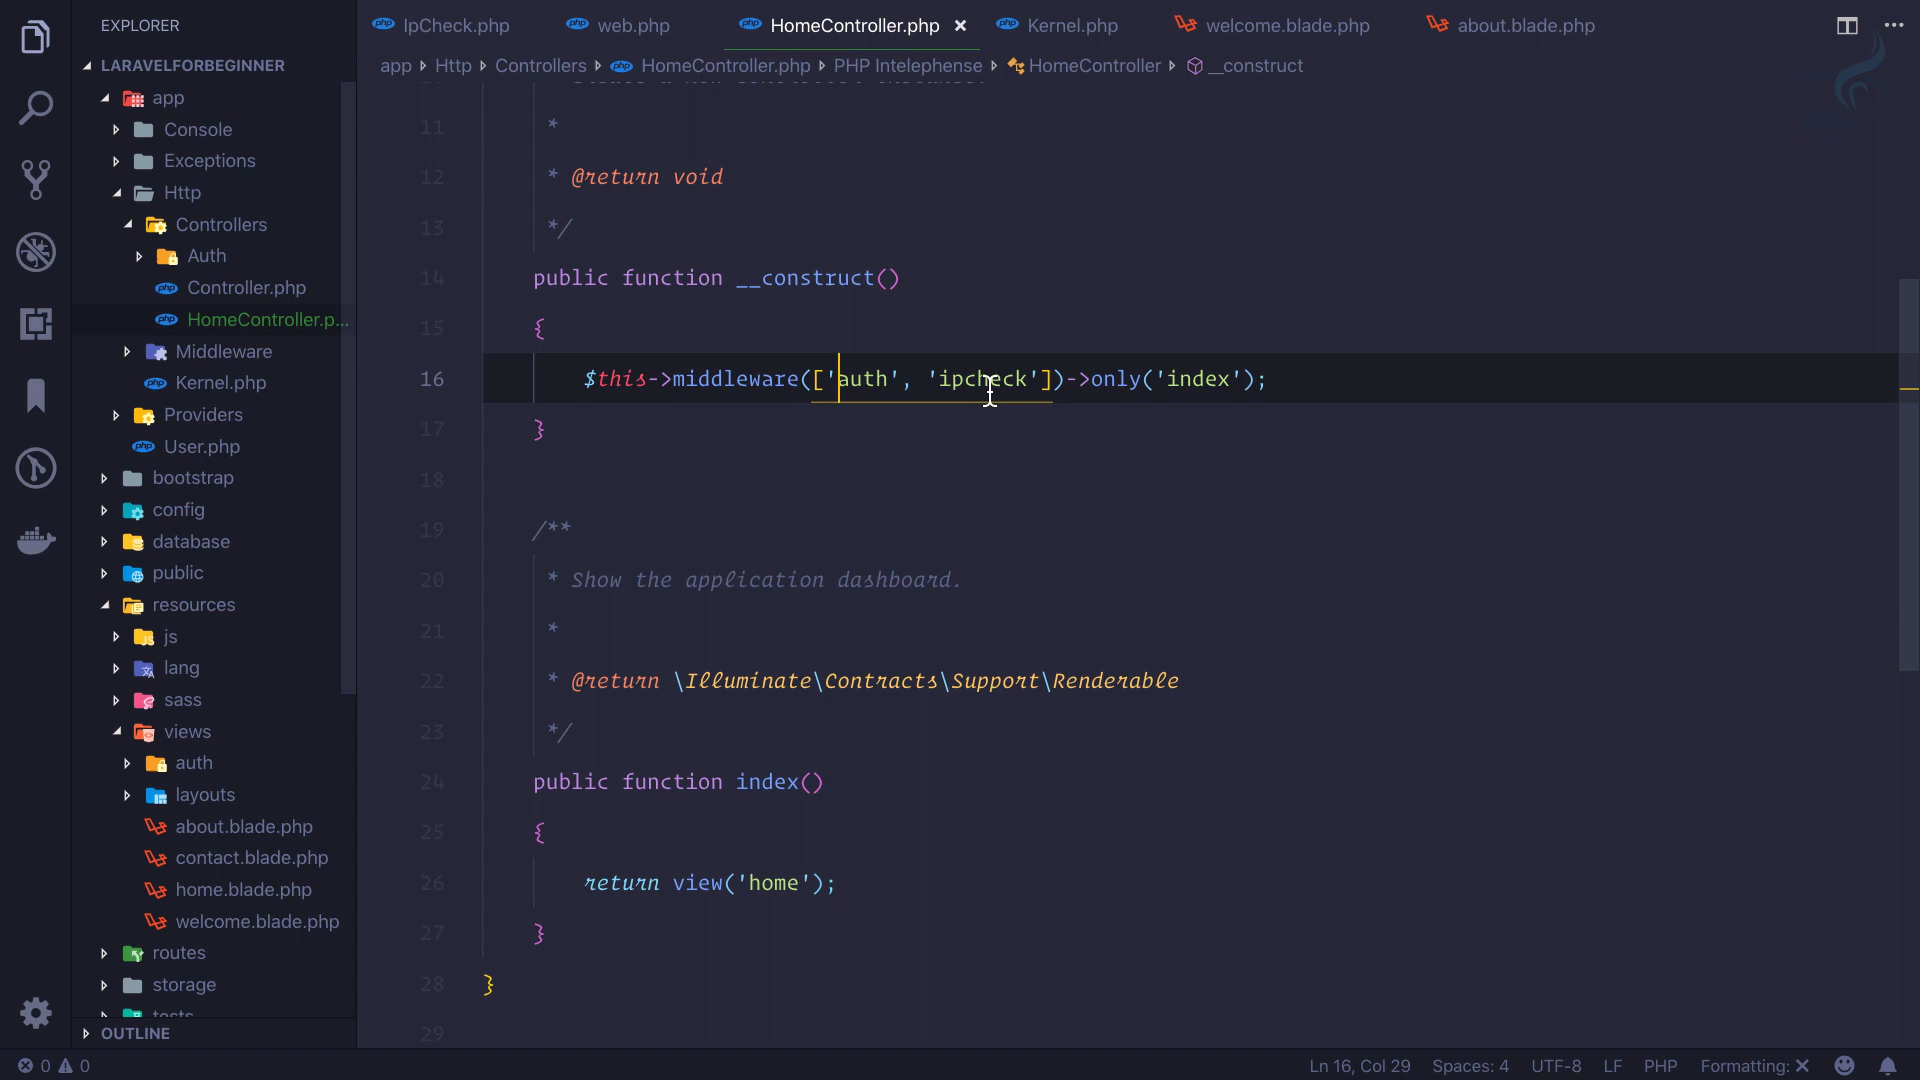 EXPLORER
LARAVELFORBEGINNER
app
Console
Exceptions
Http
Controllers
Auth
Controller.php
HomeController.p...
Middleware
Kernel.php
Providers
User.php
bootstrap
config
database
public
resources
js
lang
sass
views
auth
layouts
about.blade.php
contact.blade.php
home.blade.php
welcome.blade.php
routes
storage
tests
OUTLINE
IpCheck.php web.php HomeController.php Kernel.php welcome.blade.php about.blade.php
app Http Controllers HomeController.php PHP Intelephense HomeController __construct
11 *
12 * @return void
13 */
14 public function __construct()
15 {
16 $this->middleware(['auth', 'ipcheck'])->only('index');
17 }
18
19 /**
20 * Show the application dashboard.
21 *
22 * @return \Illuminate\Contracts\Support\Renderable
23 */
24 public function index()
25 {
26 return view('home');
27 }
28 }
29
0 0 Ln 16, Col 29 Spaces: 4 UTF-8 LF PHP Formatting: ✕